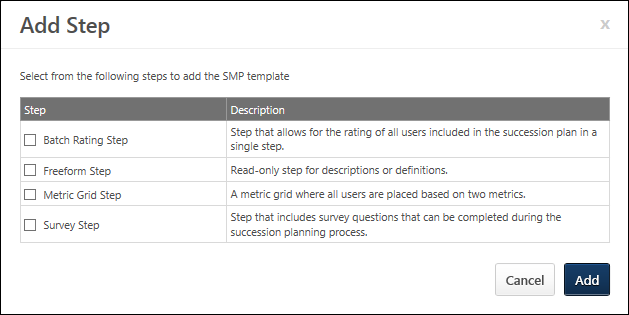 Add Step
x
Select from the following steps to add the SMP template
Step Description
Batch Rating Step Step that allows for the rating of all users included in the succession plan in a
single step.
Freeform Step Read-only step for descriptions or definitions.
Metric Grid Step A metric grid where all users are placed based on two metrics.
Survey Step Step that includes survey questions that can be completed during the
succession planning process.
Cancel Add